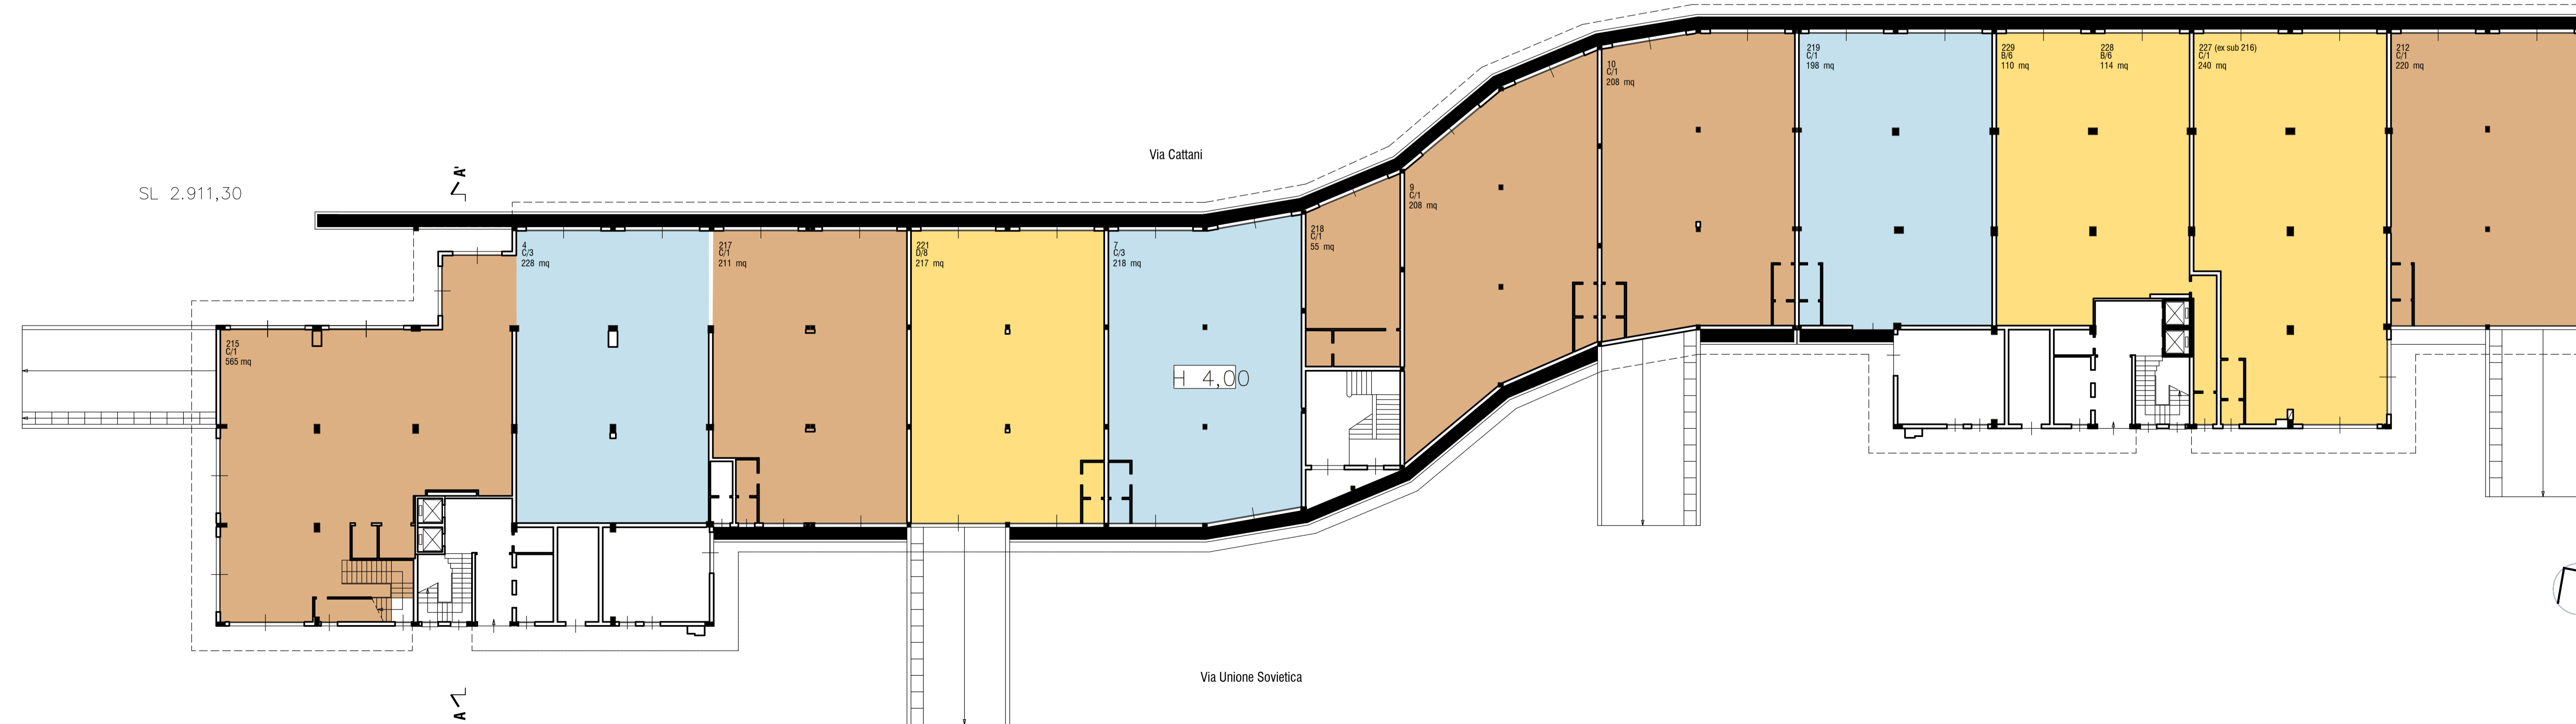 SL 2.911,30
A'
Via Cattani
215
C/1
565 mq
4
C/3
228 mq
217
C/1
211 mq
221
D/8
217 mq
7
C/3
218 mq
H 4,00
218
C/1
55 mq
9
C/1
208 mq
10
C/1
208 mq
219
C/1
198 mq
229
B/6
110 mq
228
B/6
114 mq
227 (ex sub 216)
C/1
240 mq
212
C/1
220 mq
Via Unione Sovietica
A